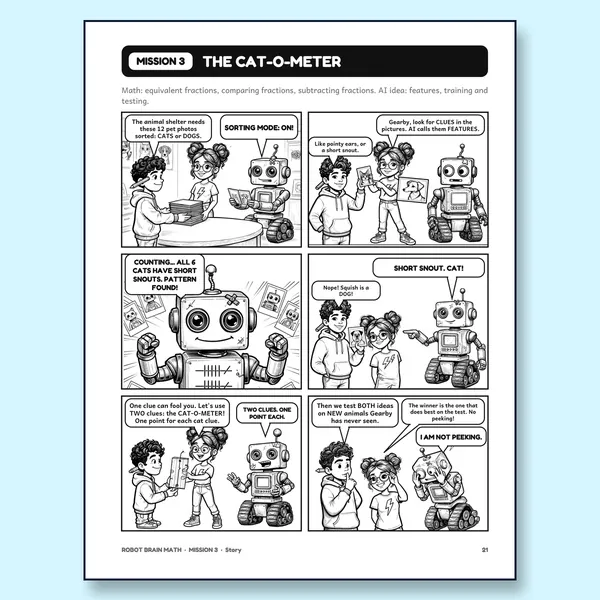 MISSION 3
THE CAT-O-METER
Math: equivalent fractions, comparing fractions, subtracting fractions. AI idea: features, training and
testing.
The animal shelter needs
these 12 pet photos
sorted: CATS or DOGS.
SORTING MODE: ON!
Gearby, look for CLUES in the
pictures. AI calls them FEATURES.
Like pointy ears, or
a short snout.
COUNTING... ALL 6
CATS HAVE SHORT
SNOUTS. PATTERN
FOUND!
SHORT SNOUT. CAT!
Nope! Squish is a
DOG!
One clue can fool you. Let's use
TWO clues: the CAT-O-METER!
One point for each cat clue.
TWO CLUES. ONE
POINT EACH.
Then we test BOTH ideas
on NEW animals Gearby
has never seen.
The winner is the one that
does best on the test. No
peeking!
I AM NOT PEEKING.
ROBOT BRAIN MATH · MISSION 3 · Story
21